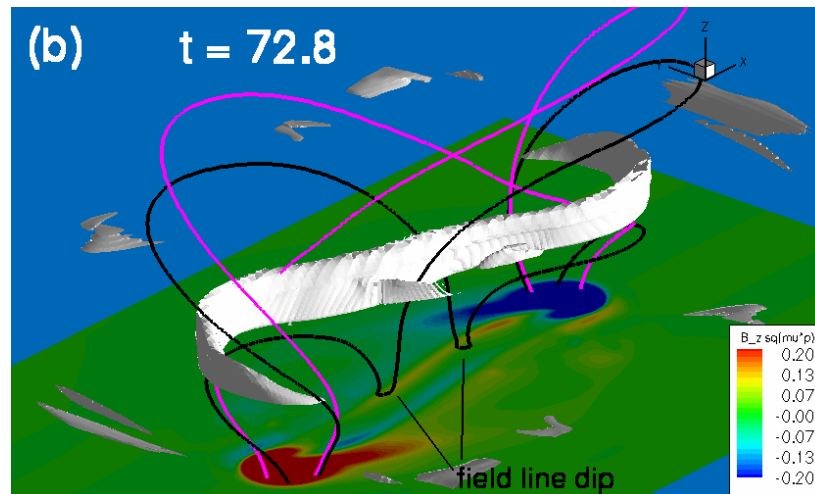 (b) t = 72.8
Z
Y X
B_z sq(mu*p)
0.20
0.13
0.07
-0.00
-0.07
-0.13
-0.20
field line dip